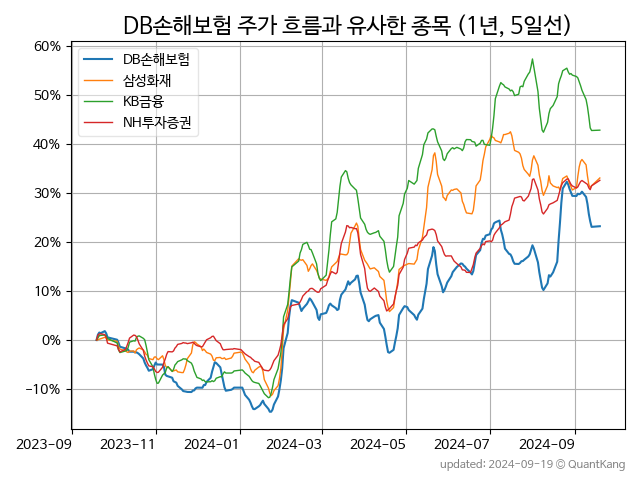 DB손해보험 주가 흐름과 유사한 종목 (1년, 5일선)
DB손해보험
삼성화재
KB금융
NH투자증권
60%
50%
40%
30%
20%
10%
0%
−10%
2023-09
2023-11
2024-01
2024-03
2024-05
2024-07
2024-09
updated: 2024-09-19 © QuantKang